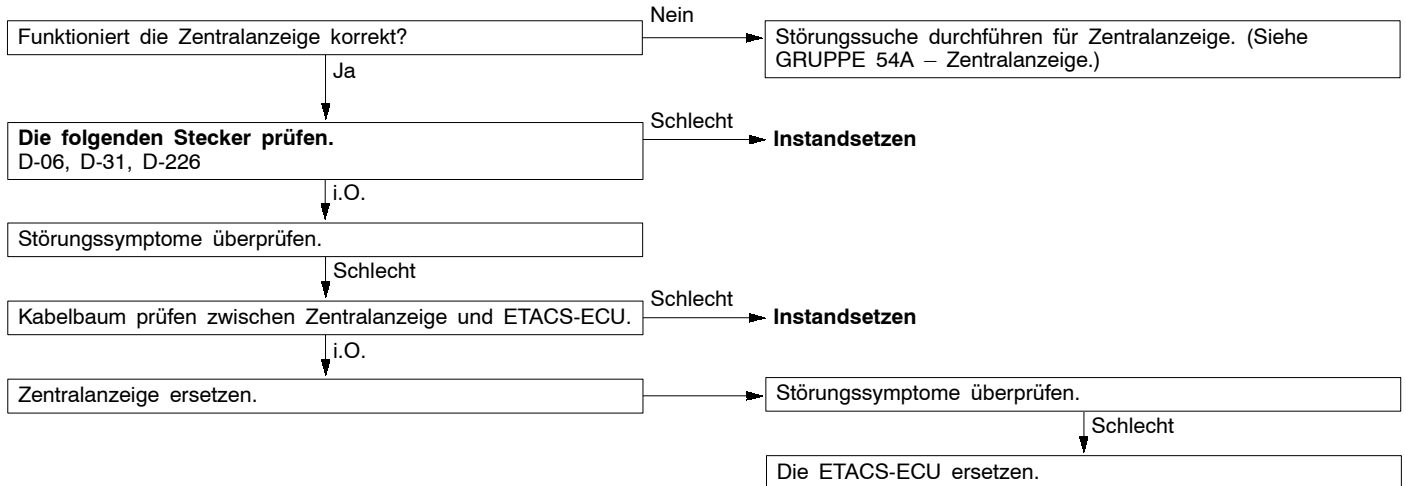 Funktioniert die Zentralanzeige korrekt?
Nein
Störungssuche durchführen für Zentralanzeige. (Siehe
GRUPPE 54A – Zentralanzeige.)
Ja
Die folgenden Stecker prüfen.
D-06, D-31, D-226
Schlecht
Instandsetzen
i.O.
Störungssymptome überprüfen.
Schlecht
Kabelbaum prüfen zwischen Zentralanzeige und ETACS-ECU.
Schlecht
Instandsetzen
i.O.
Zentralanzeige ersetzen.
Störungssymptome überprüfen.
Schlecht
Die ETACS-ECU ersetzen.